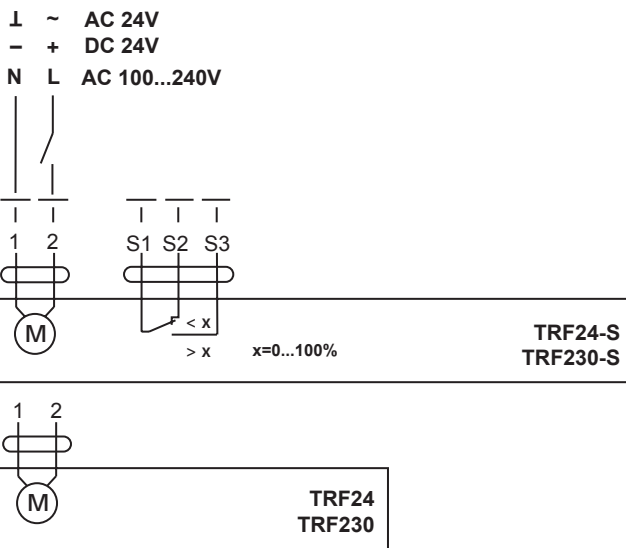 ⊥ ~ AC 24V
− + DC 24V
N L AC 100...240V
1 2 S1 S2 S3
M
< x
> x x=0...100%
TRF24-S
TRF230-S
1 2
M
TRF24
TRF230